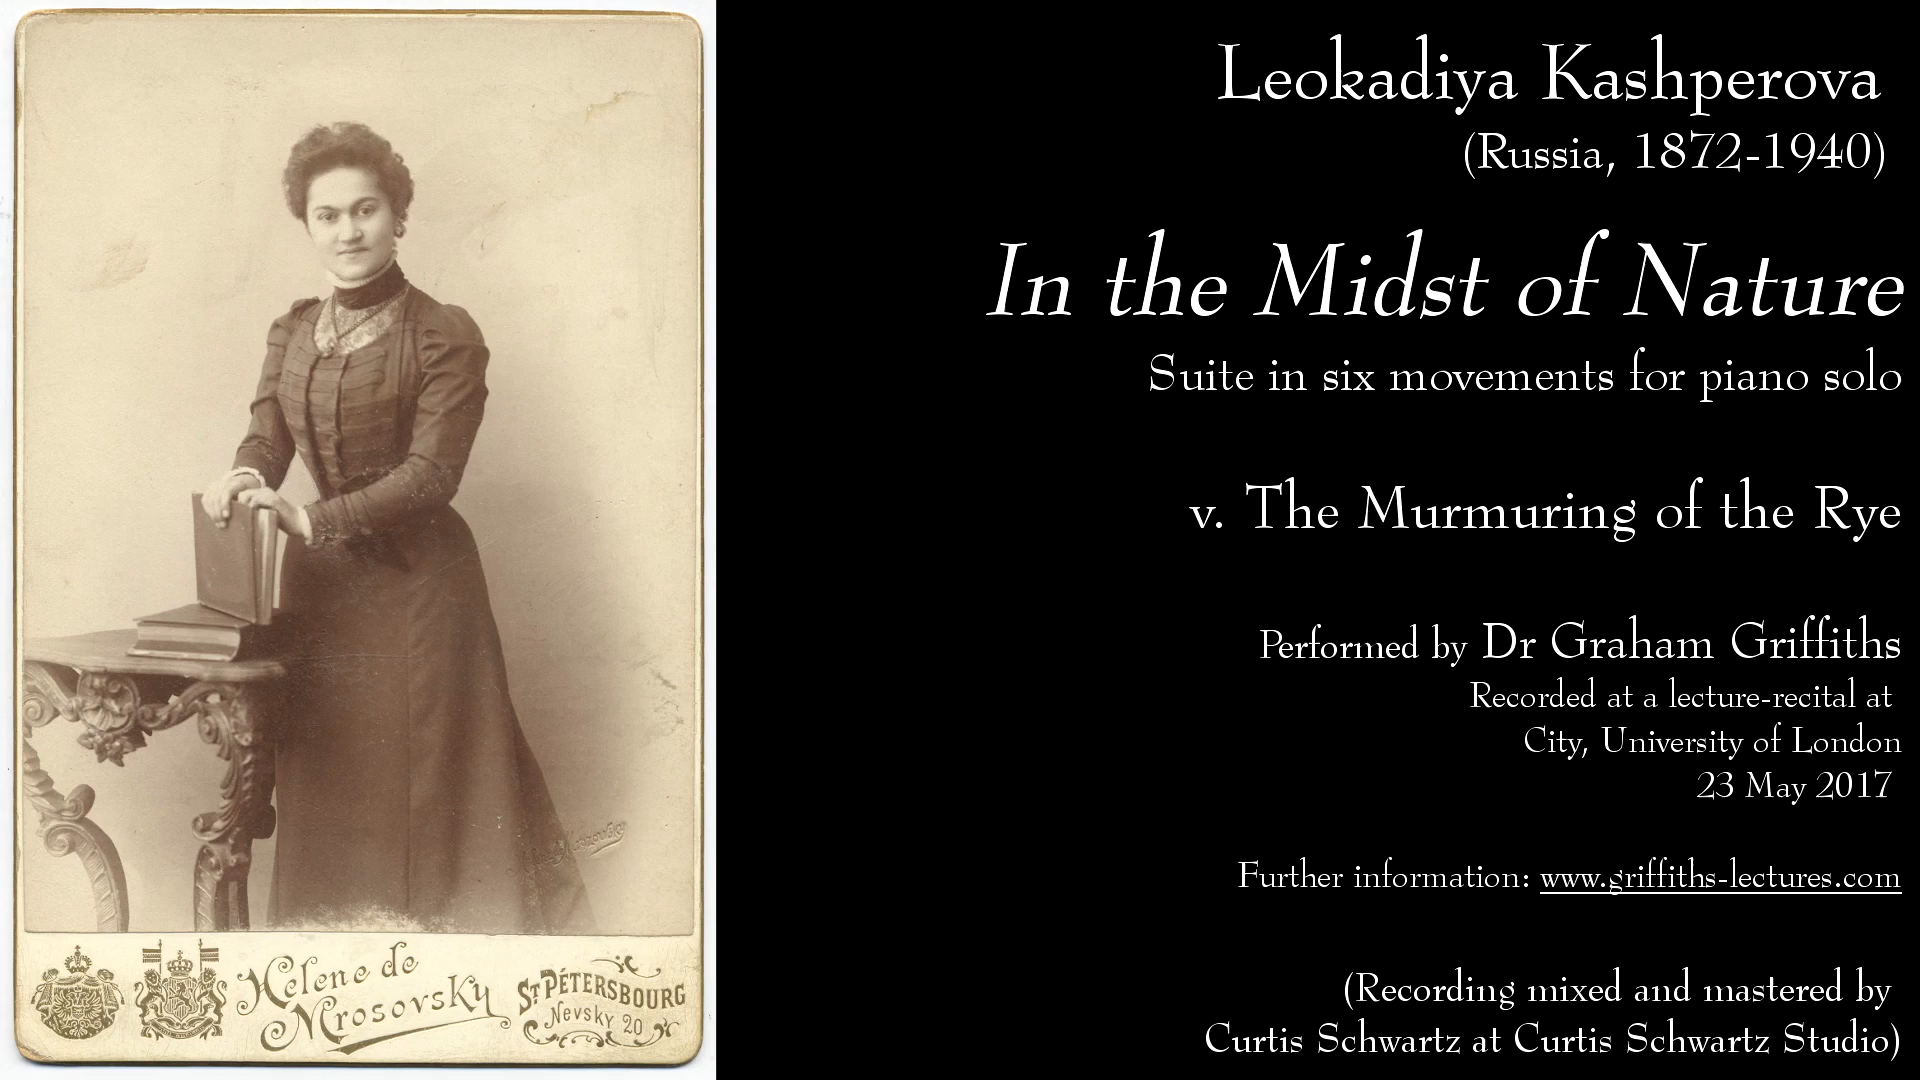 Leokadiya Kashperova
(Russia, 1872-1940)
In the Midst of Nature
Suite in six movements for piano solo
v. The Murmuring of the Rye
Performed by Dr Graham Griffiths
Recorded at a lecture-recital at
City, University of London
23 May 2017
Further information: www.griffiths-lectures.com
(Recording mixed and mastered by
Curtis Schwartz at Curtis Schwartz Studio)
Helene de
Mrosovsky
ST PÉTERSBOURG
Nevsky 20